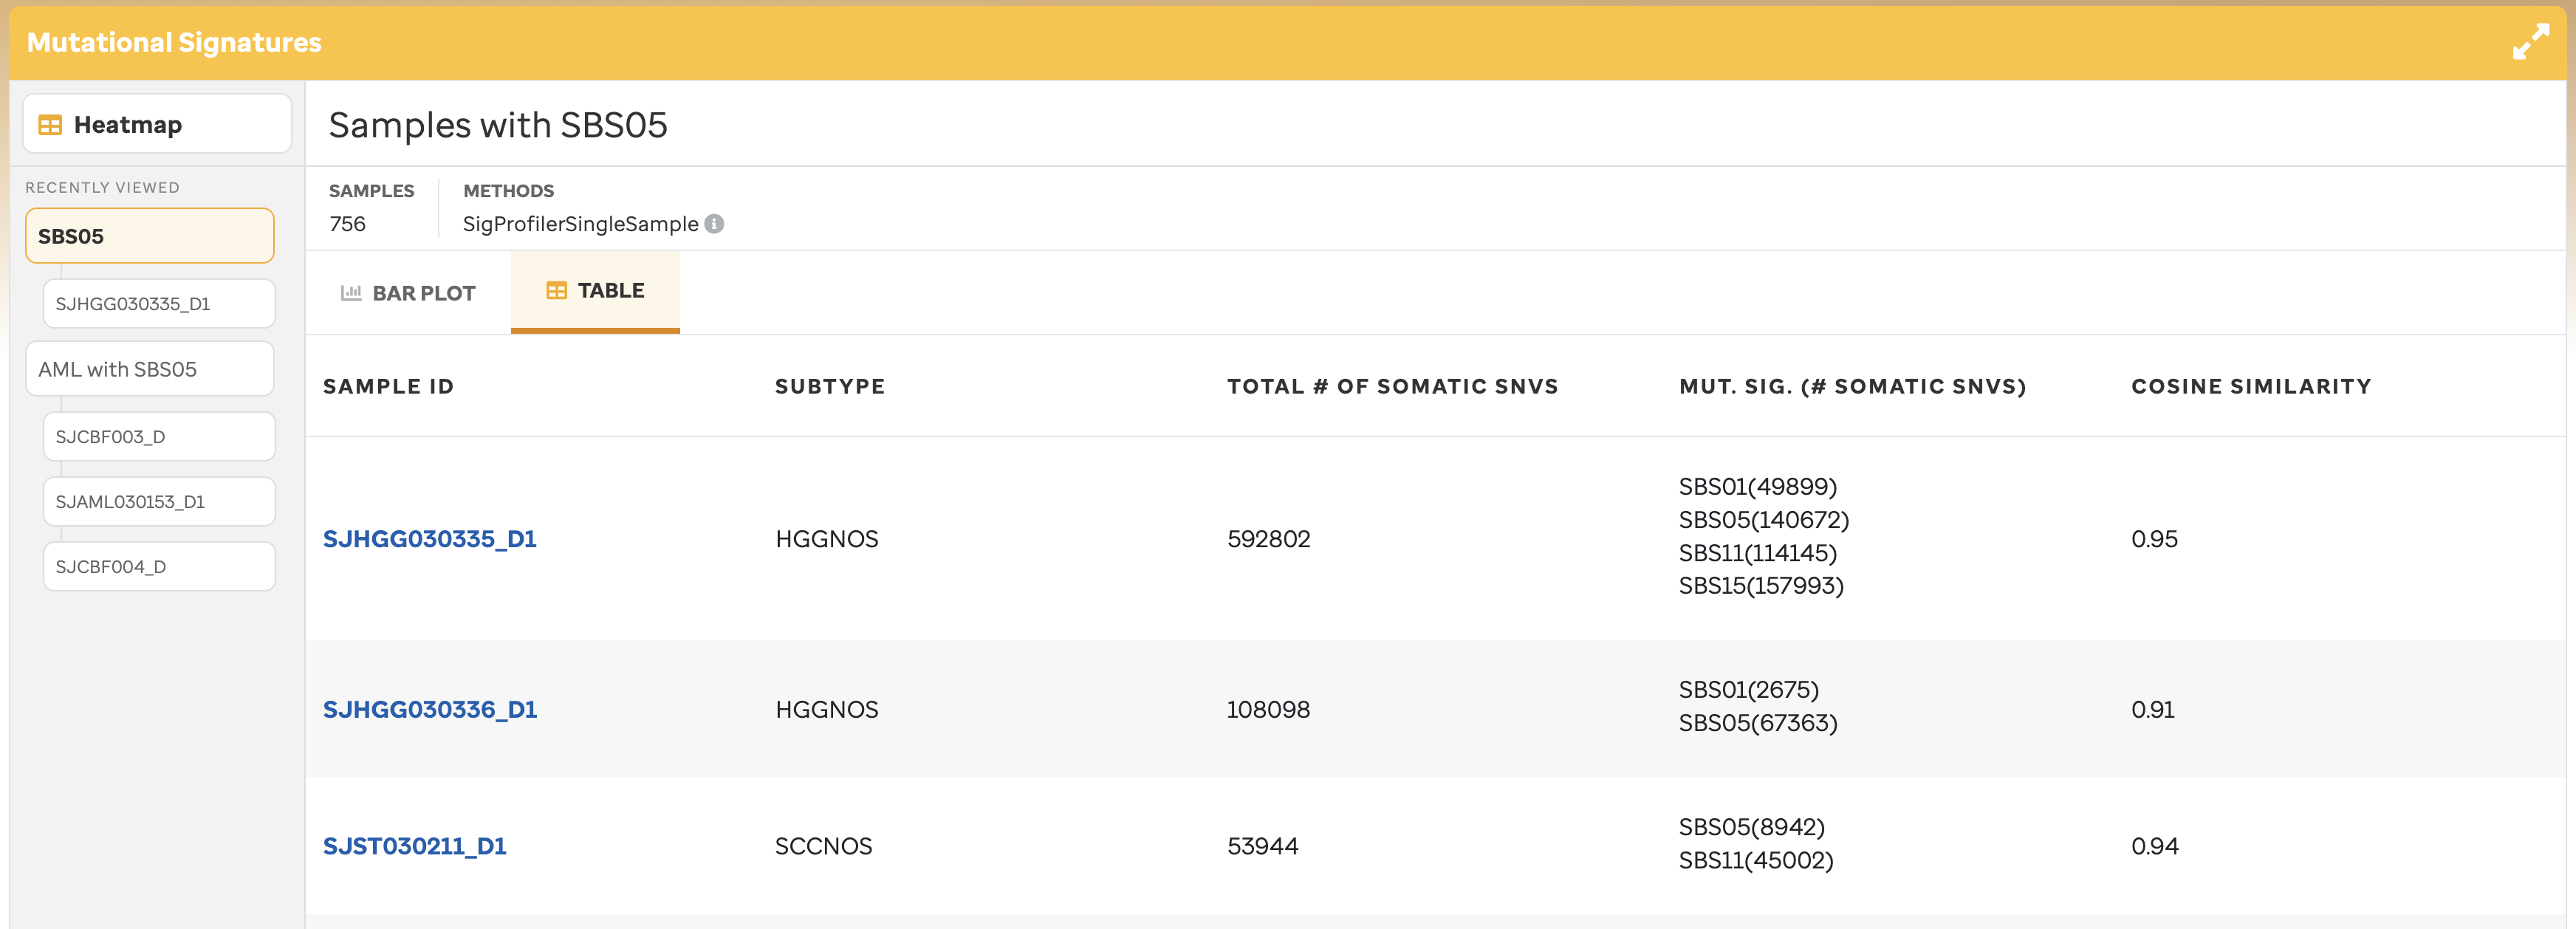 Mutational Signatures
Heatmap
RECENTLY VIEWED
SBS05
SJHGG030335_D1
AML with SBS05
SJCBF003_D
SJAML030153_D1
SJCBF004_D
Samples with SBS05
SAMPLES
756
METHODS
SigProfilerSingleSample
BAR PLOT
TABLE
SAMPLE ID SUBTYPE TOTAL # OF SOMATIC SNVS MUT. SIG. (# SOMATIC SNVS) COSINE SIMILARITY
SJHGG030335_D1 HGGNOS 592802
SBS01(49899)
SBS05(140672)
SBS11(114145)
SBS15(157993)
0.95
SJHGG030336_D1 HGGNOS 108098
SBS01(2675)
SBS05(67363)
0.91
SJST030211_D1 SCCNOS 53944
SBS05(8942)
SBS11(45002)
0.94